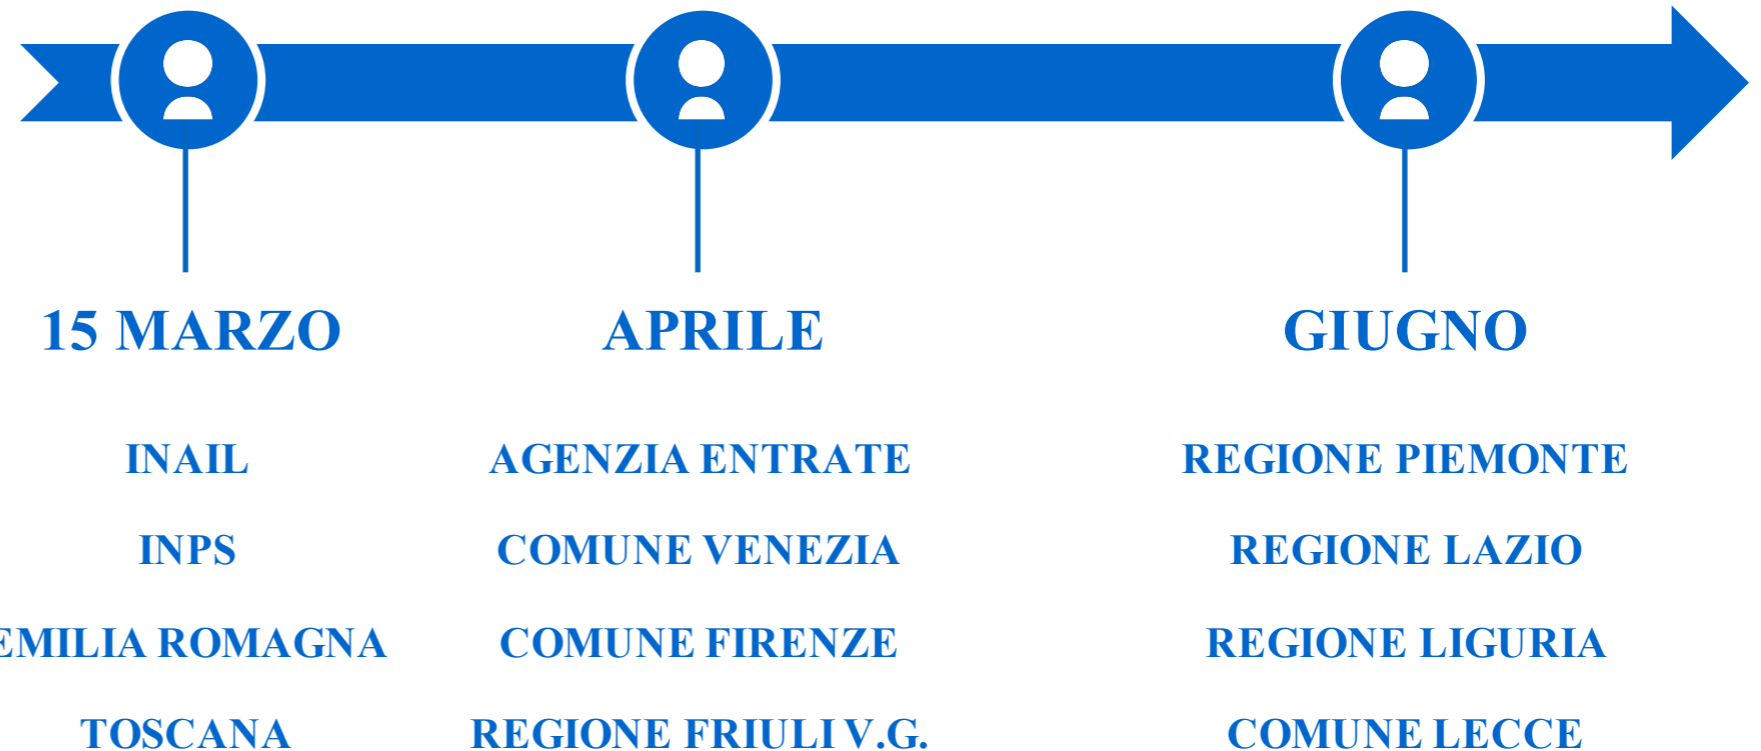 15 MARZO
INAIL
INPS
EMILIA ROMAGNA
TOSCANA
APRILE
AGENZIA ENTRATE
COMUNE VENEZIA
COMUNE FIRENZE
REGIONE FRIULI V.G.
GIUGNO
REGIONE PIEMONTE
REGIONE LAZIO
REGIONE LIGURIA
COMUNE LECCE